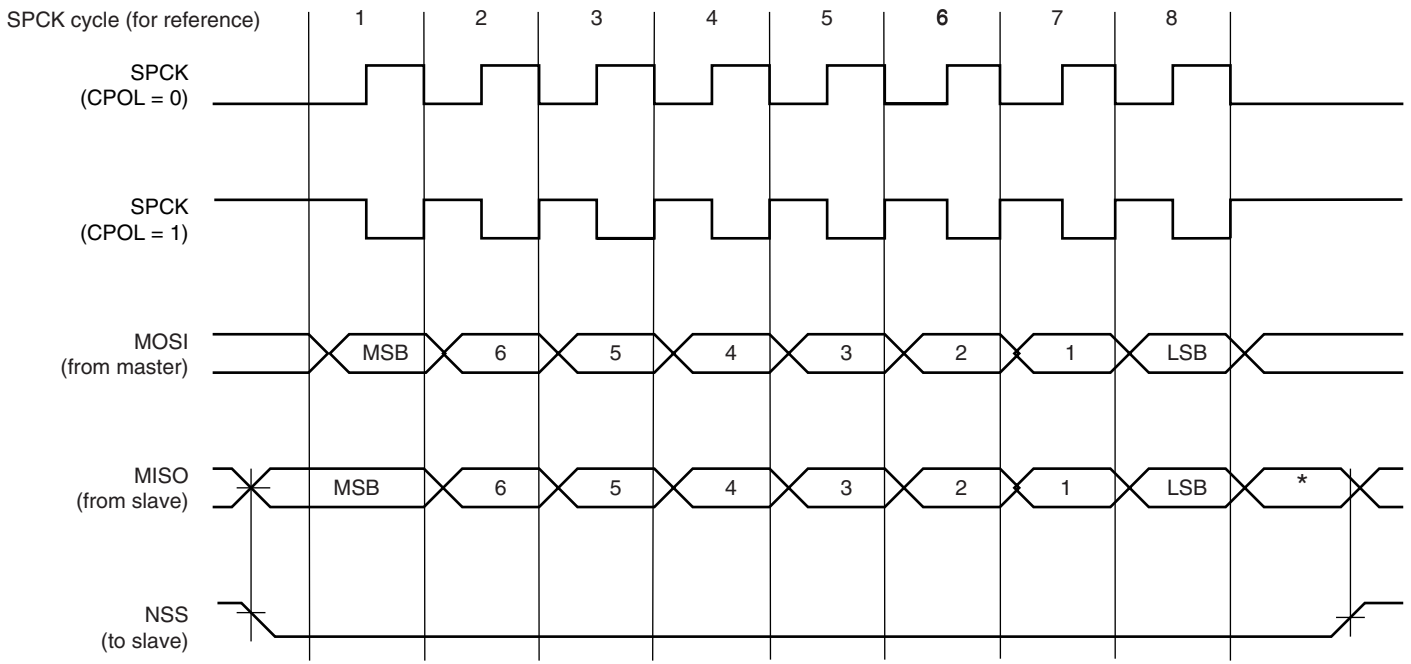 SPCK cycle (for reference) 1 2 3 4 5 6 7 8
SPCK
(CPOL = 0)
SPCK
(CPOL = 1)
MOSI
(from master)
MSB 6 5 4 3 2 1 LSB
MISO
(from slave)
MSB 6 5 4 3 2 1 LSB *
NSS
(to slave)